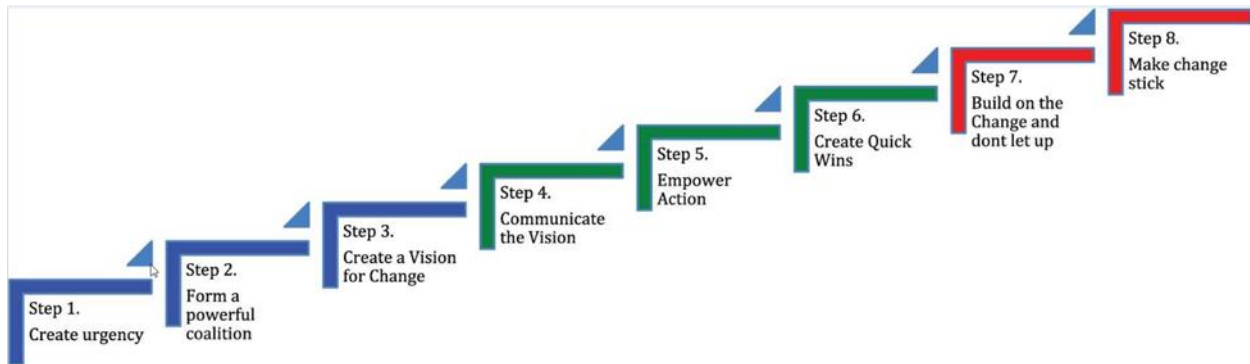 Step 1.
Create urgency
Step 2.
Form a
powerful
coalition
Step 3.
Create a Vision
for Change
Step 4.
Communicate
the Vision
Step 5.
Empower
Action
Step 6.
Create Quick
Wins
Step 7.
Build on the
Change and
dont let up
Step 8.
Make change
stick